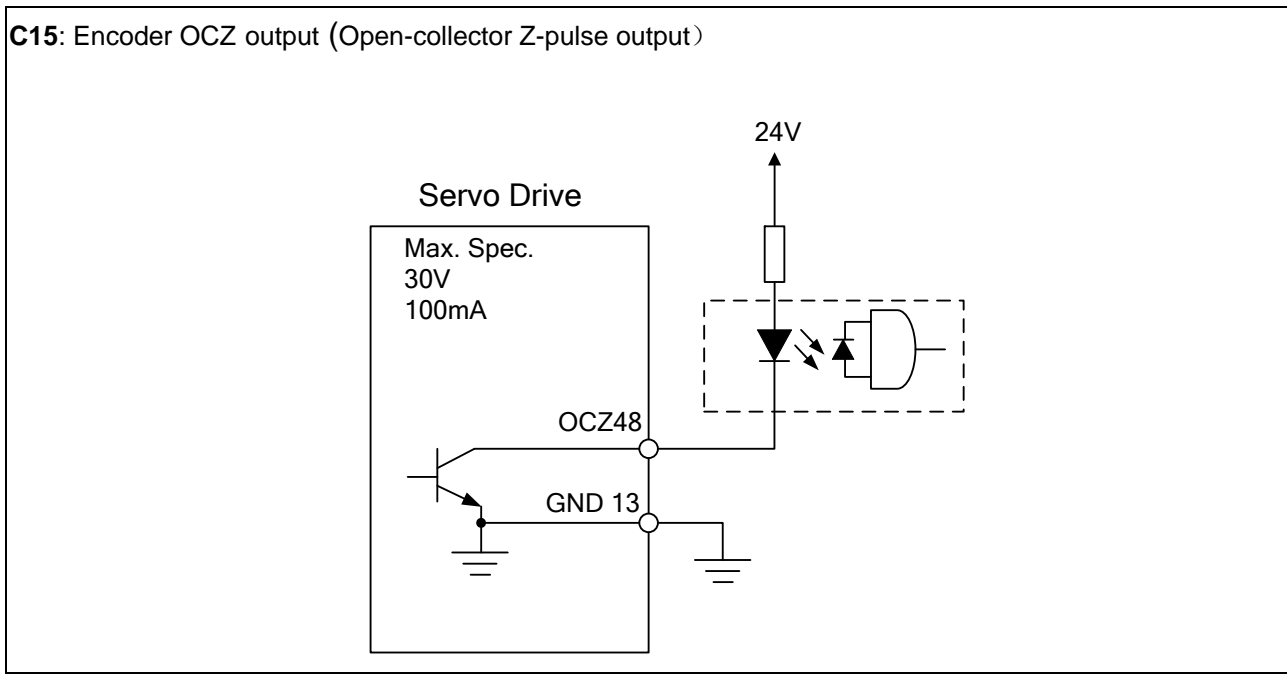 C15: Encoder OCZ output (Open-collector Z-pulse output）
24V
Servo Drive
Max. Spec.
30V
100mA
OCZ48
GND 13